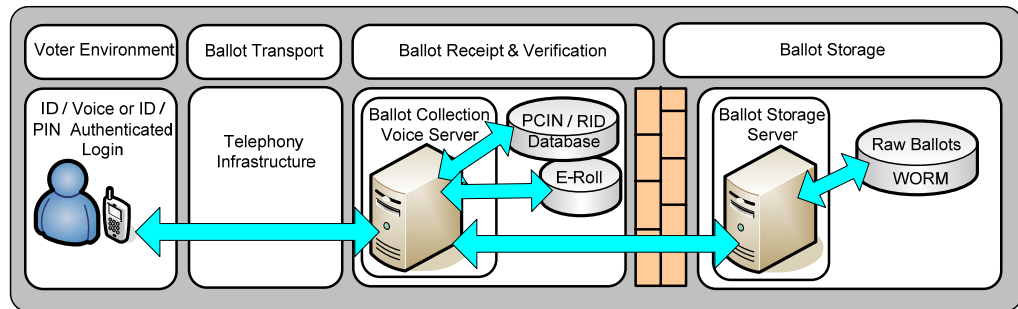 Voter Environment
Ballot Transport
Ballot Receipt & Verification
Ballot Storage
ID / Voice or ID /
PIN Authenticated
Login
Telephony
Infrastructure
Ballot Collection
Voice Server
PCIN / RID
Database
E-Roll
Ballot Storage
Server
Raw Ballots
WORM